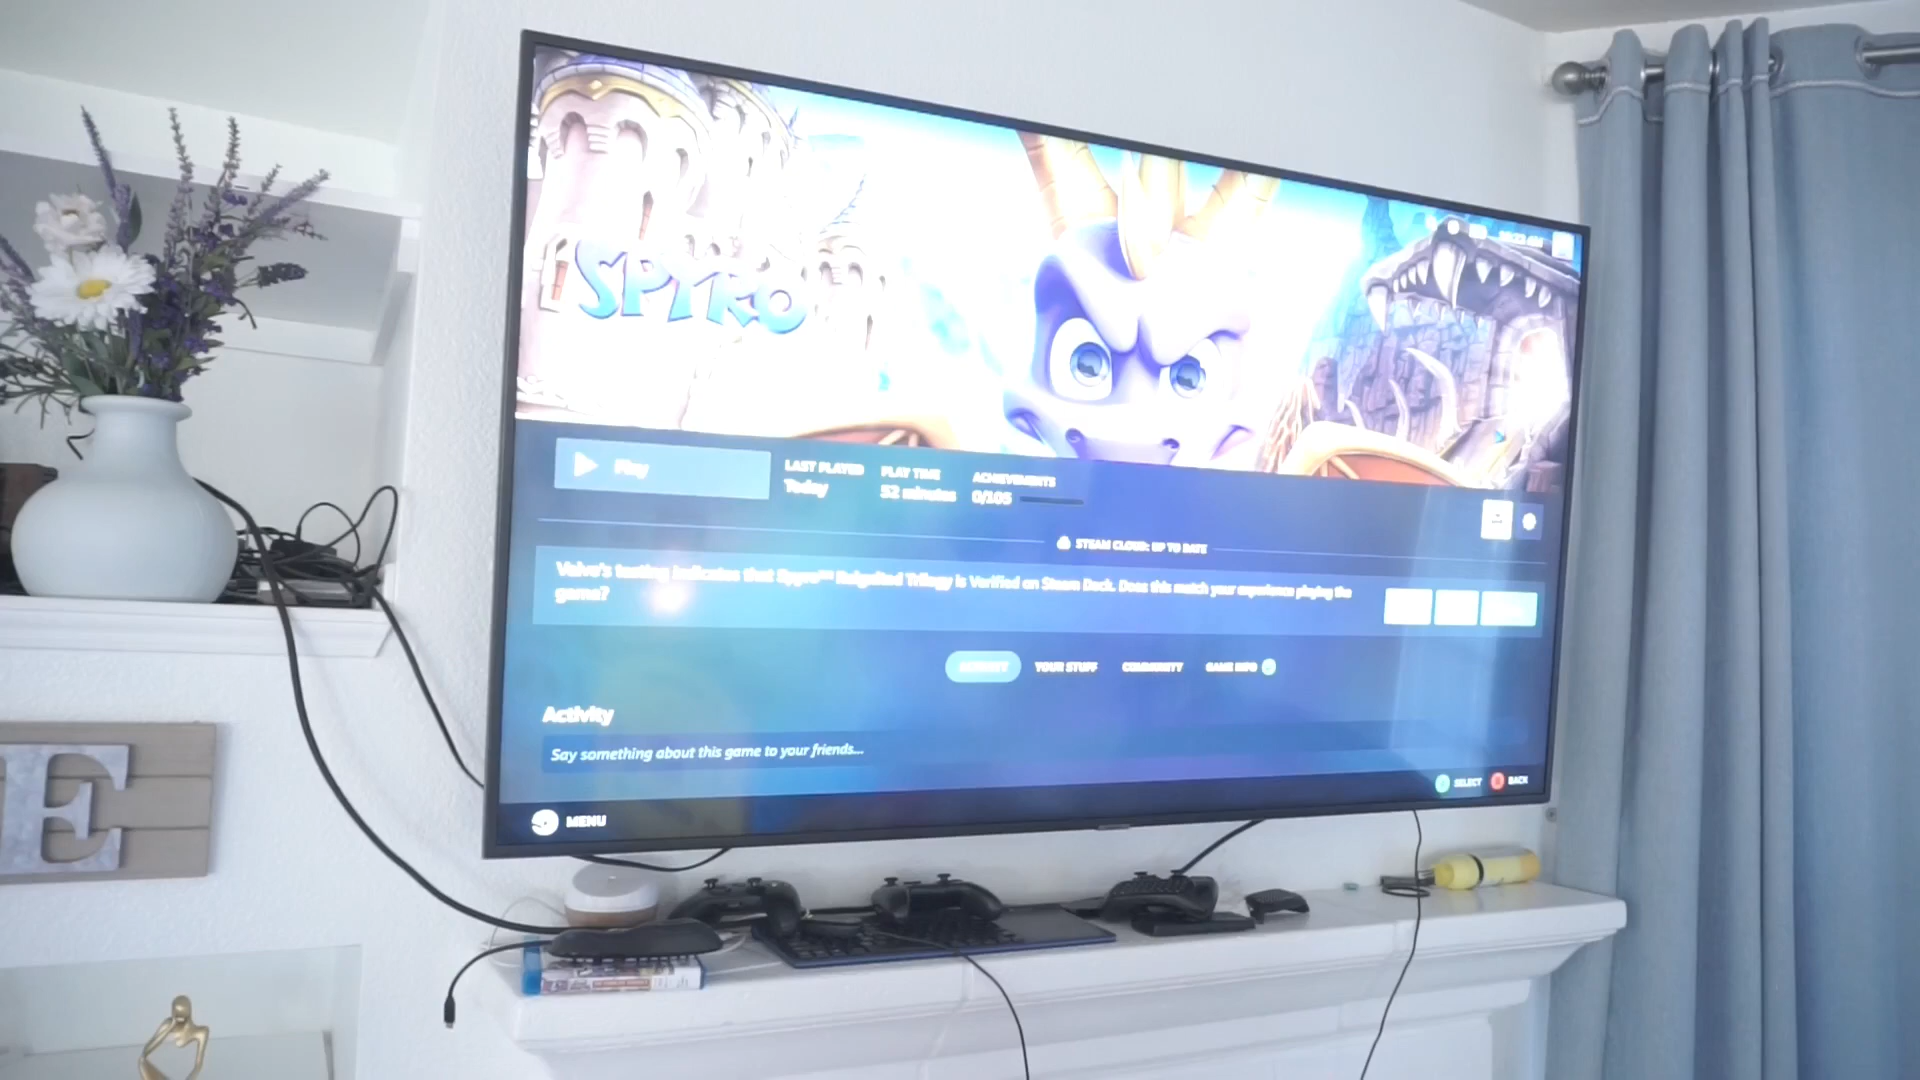 SPYRO
Play
LAST PLAYED
Today
PLAY TIME
52 minutes
ACHIEVEMENTS
0/105
STEAM CLOUD: UP TO DATE
Valve's testing indicates that Spyro™ Reignited Trilogy is Verified on Steam Deck. Does this match your experience playing the
game?
YOUR STUFF
COMMUNITY
GAME INFO
Activity
Say something about this game to your friends...
MENU
SELECT
BACK
E